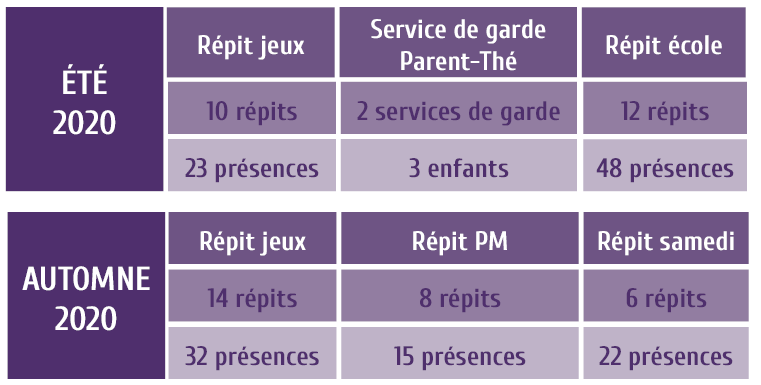 ÉTÉ
2020
Répit jeux
Service de garde
Parent-Thé
Répit école
10 répits
2 services de garde
12 répits
23 présences
3 enfants
48 présences
AUTOMNE
2020
Répit jeux
Répit PM
Répit samedi
14 répits
8 répits
6 répits
32 présences
15 présences
22 présences